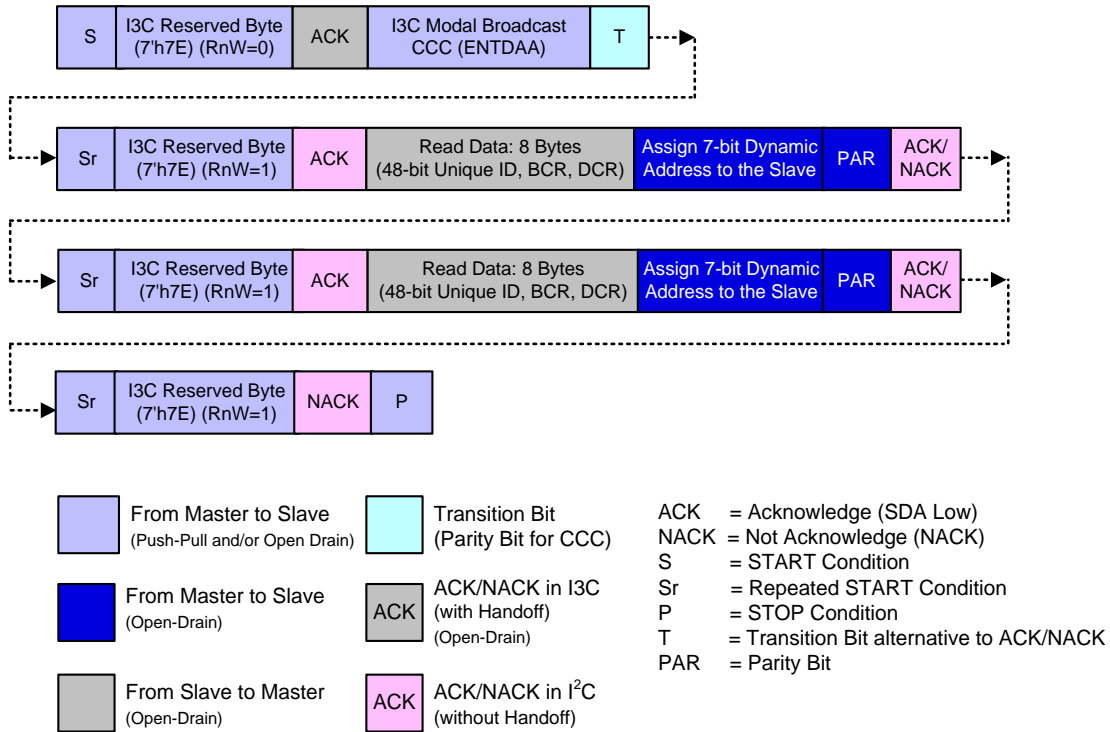 S
I3C Reserved Byte
(7'h7E) (RnW=0)
ACK
I3C Modal Broadcast
CCC (ENTDAA)
T
Sr
I3C Reserved Byte
(7'h7E) (RnW=1)
ACK
Read Data: 8 Bytes
(48-bit Unique ID, BCR, DCR)
Assign 7-bit Dynamic
Address to the Slave
PAR
ACK/
NACK
Sr
I3C Reserved Byte
(7'h7E) (RnW=1)
ACK
Read Data: 8 Bytes
(48-bit Unique ID, BCR, DCR)
Assign 7-bit Dynamic
Address to the Slave
PAR
ACK/
NACK
Sr
I3C Reserved Byte
(7'h7E) (RnW=1)
NACK
P
From Master to Slave
(Push-Pull and/or Open Drain)
From Master to Slave
(Open-Drain)
From Slave to Master
(Open-Drain)
Transition Bit
(Parity Bit for CCC)
ACK
ACK/NACK in I3C
(with Handoff)
(Open-Drain)
ACK
ACK/NACK in I²C
(without Handoff)
ACK = Acknowledge (SDA Low)
NACK = Not Acknowledge (NACK)
S = START Condition
Sr = Repeated START Condition
P = STOP Condition
T = Transition Bit alternative to ACK/NACK
PAR = Parity Bit